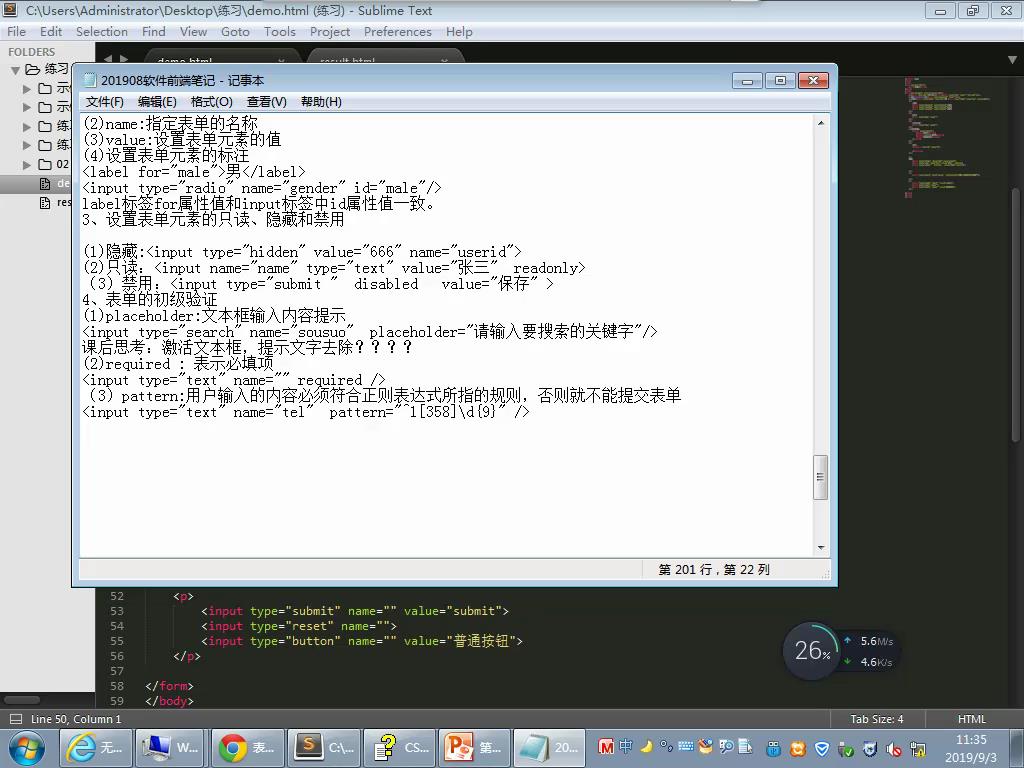 C:\Users\Administrator\Desktop\练习\demo.html (练习) - Sublime Text
File Edit Selection Find View Goto Tools Project Preferences Help
FOLDERS
练习
02
de
res
201908软件前端笔记 - 记事本
文件(F) 编辑(E) 格式(O) 查看(V) 帮助(H)
(2)name:指定表单的名称
(3)value:设置表单元素的值
(4)设置表单元素的标注
<label for="male">男</label>
<input type="radio" name="gender" id="male"/>
label标签for属性值和input标签中id属性值一致。
3、设置表单元素的只读、隐藏和禁用
(1)隐藏:<input type="hidden" value="666" name="userid">
(2)只读：<input name="name" type="text" value="张三" readonly>
（3）禁用：<input type="submit " disabled value="保存" >
4、表单的初级验证
(1)placeholder:文本框输入内容提示
<input type="search" name="sousuo" placeholder="请输入要搜索的关键字"/>
课后思考：激活文本框，提示文字去除？？？？
(2)required : 表示必填项
<input type="text" name="" required />
（3）pattern:用户输入的内容必须符合正则表达式所指的规则，否则就不能提交表单
<input type="text" name="tel" pattern="^1[358]\d{9}" />
第 201 行，第 22 列
52 <p>
53 <input type="submit" name="" value="submit">
54 <input type="reset" name="">
55 <input type="button" name="" value="普通按钮">
56 </p>
57
58 </form>
59 </body>
26%
5.6M/s
4.6K/s
Line 50, Column 1 Tab Size: 4 HTML
无... W... 表... C:\... CS... 第... 20...
中
11:35
2019/9/3